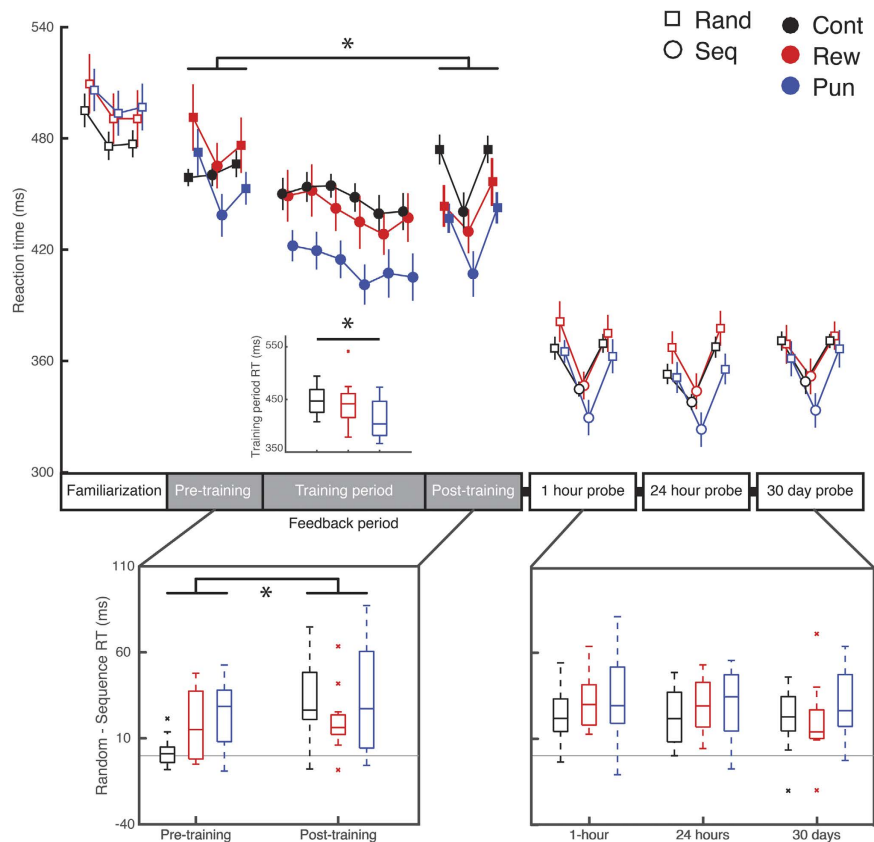 540
480
420
360
300
Reaction time (ms)
Rand
Seq
Cont
Rew
Pun
*
*
550
450
350
Training period RT (ms)
Familiarization
Pre-training
Training period
Post-training
1 hour probe
24 hour probe
30 day probe
Feedback period
110
60
10
-40
Random - Sequence RT (ms)
*
Pre-training
Post-training
1-hour
24 hours
30 days